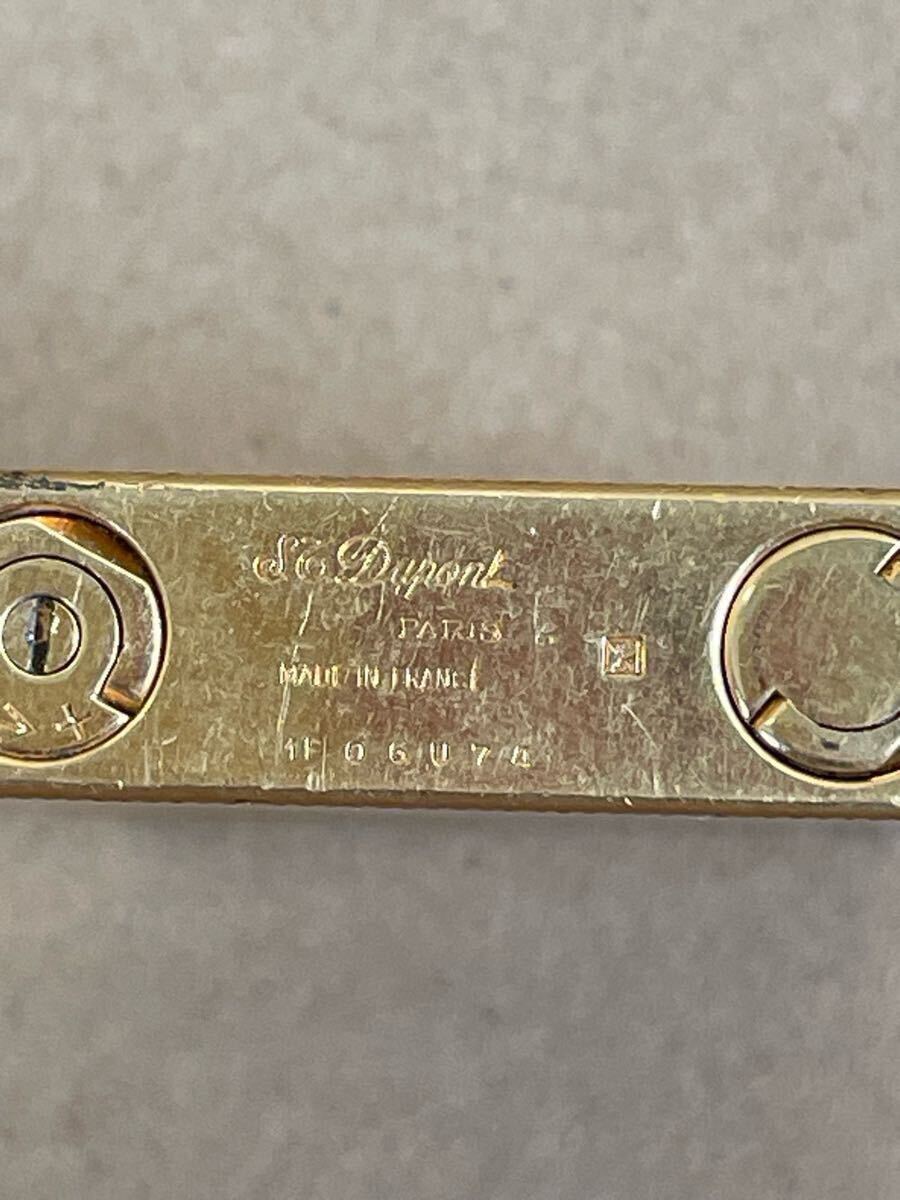 S.T. Dupont
PARIS
MADE IN FRANCE
1F06U74